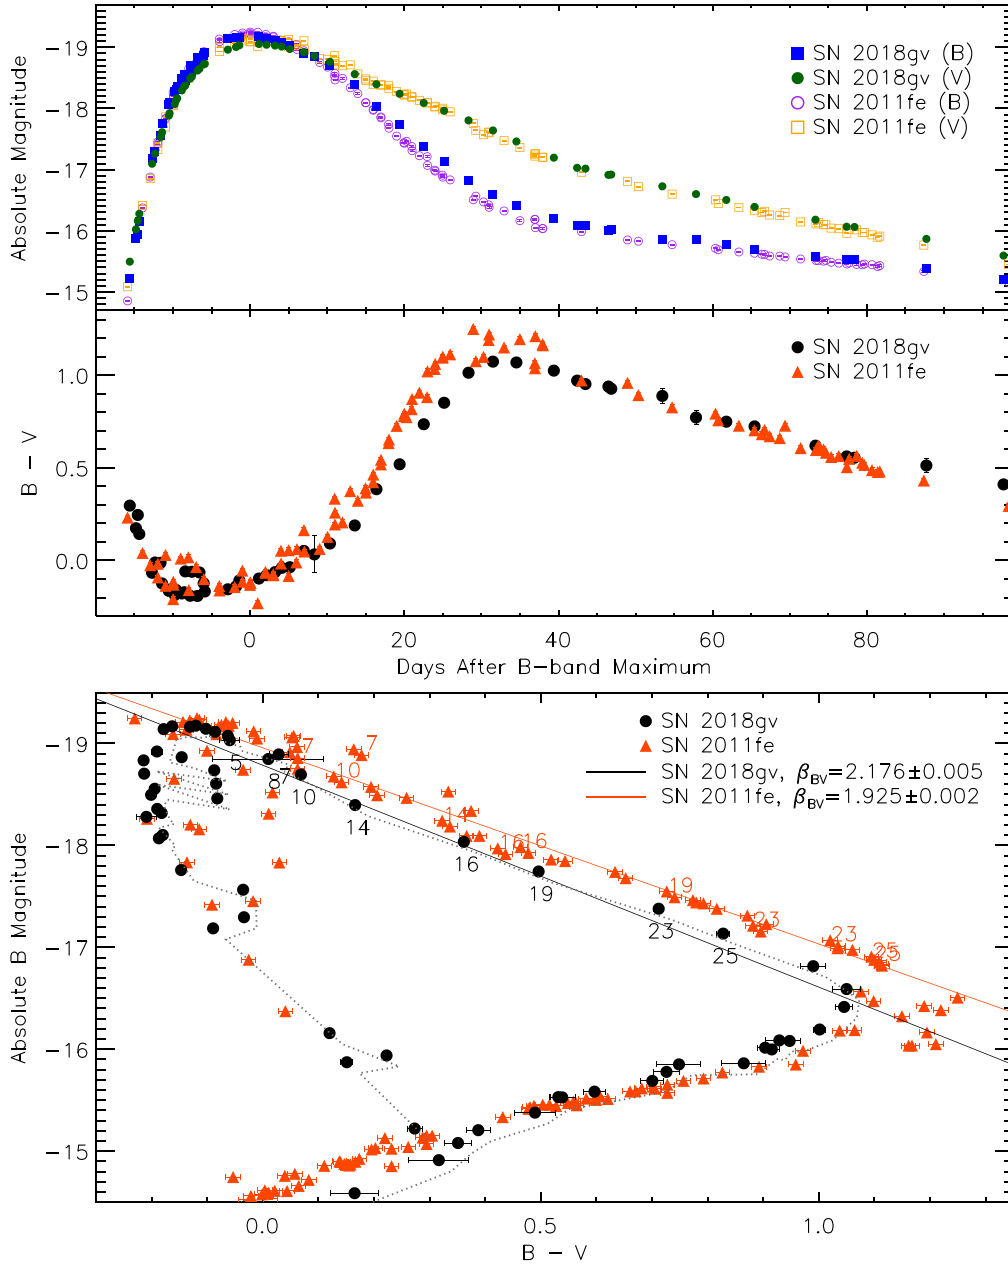 Absolute Magnitude
-19
-18
-17
-16
-15
SN 2018gv (B)
SN 2018gv (V)
SN 2011fe (B)
SN 2011fe (V)
B - V
1.0
0.5
0.0
SN 2018gv
SN 2011fe
0 20 40 60 80
Days After B-band Maximum
Absolute B Magnitude
-19
-18
-17
-16
-15
SN 2018gv
SN 2011fe
SN 2018gv, βBV=2.176±0.005
SN 2011fe, βBV=1.925±0.002
7 7
10
14
16 16
19
23
23
25
25
5
8 7
10
14
16
19
23
25
0.0 0.5 1.0
B - V